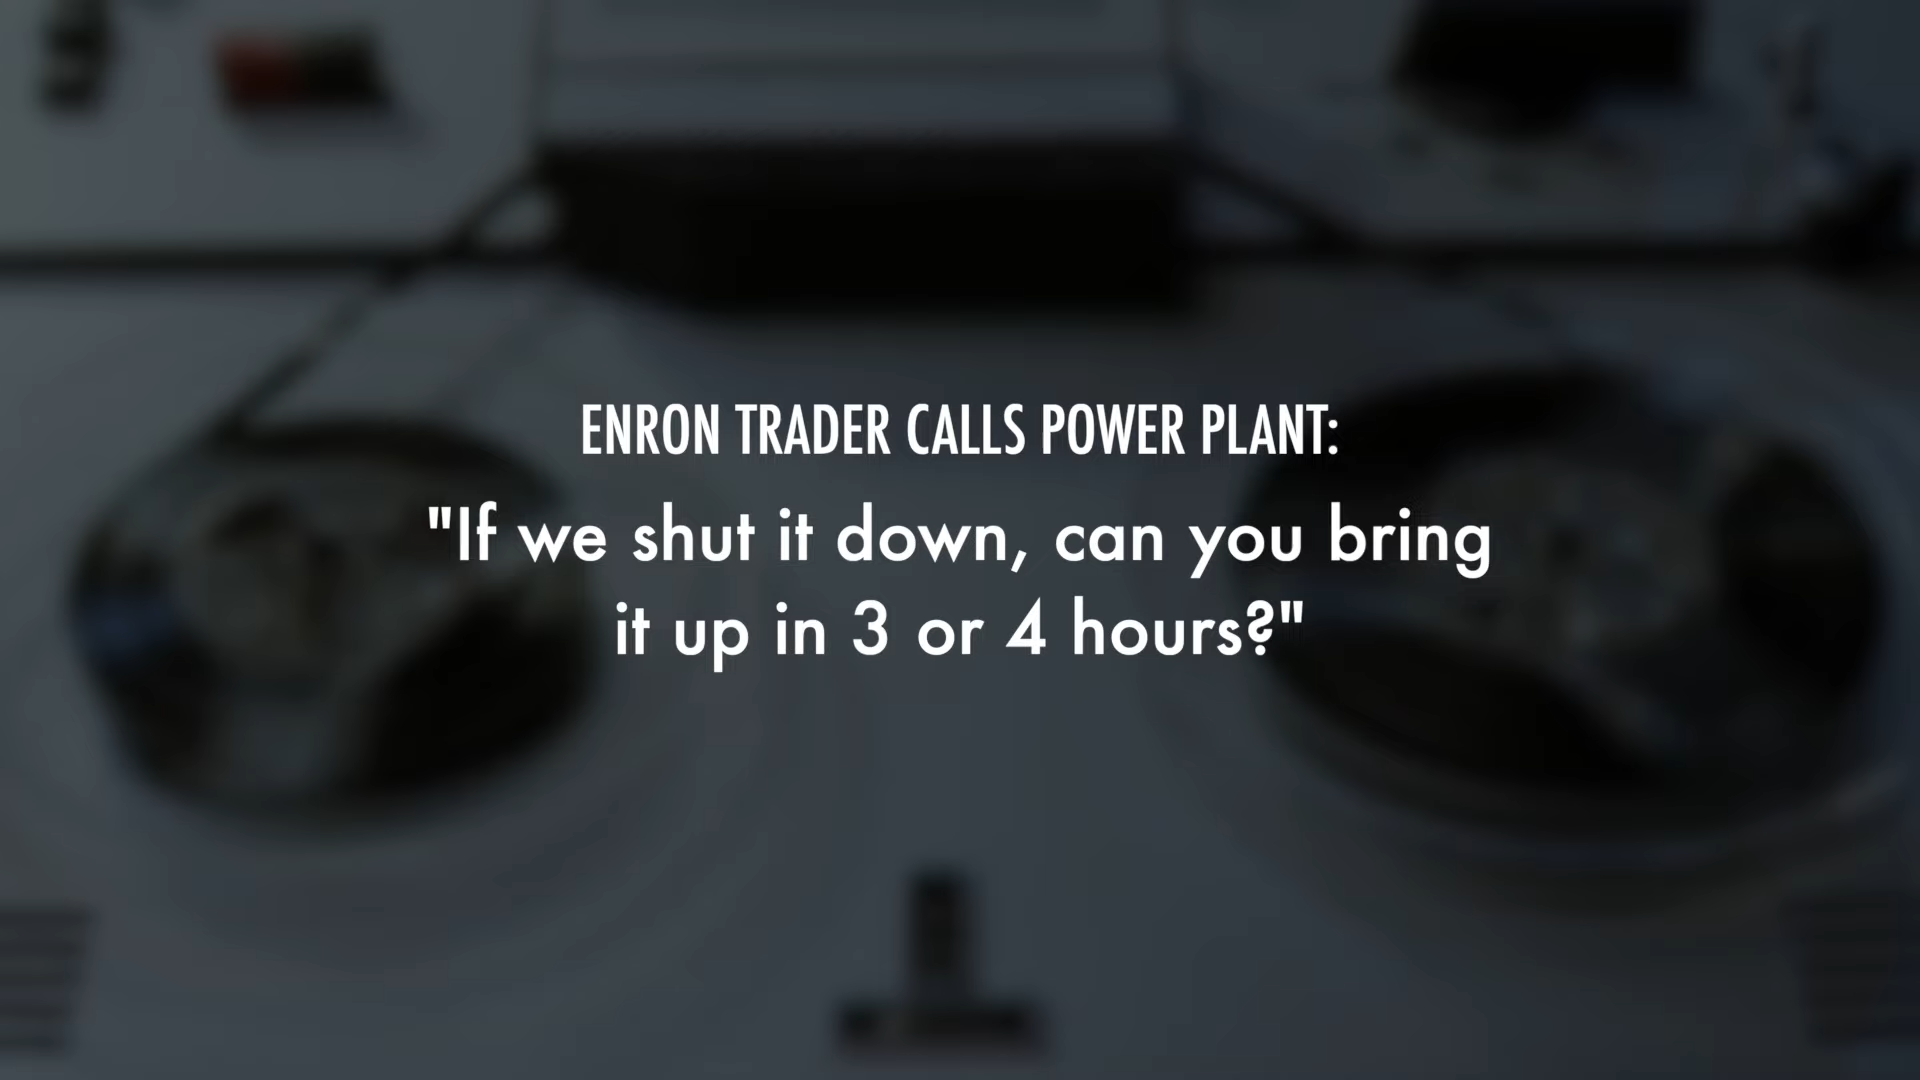 ENRON TRADER CALLS POWER PLANT:
"If we shut it down, can you bring
it up in 3 or 4 hours?"